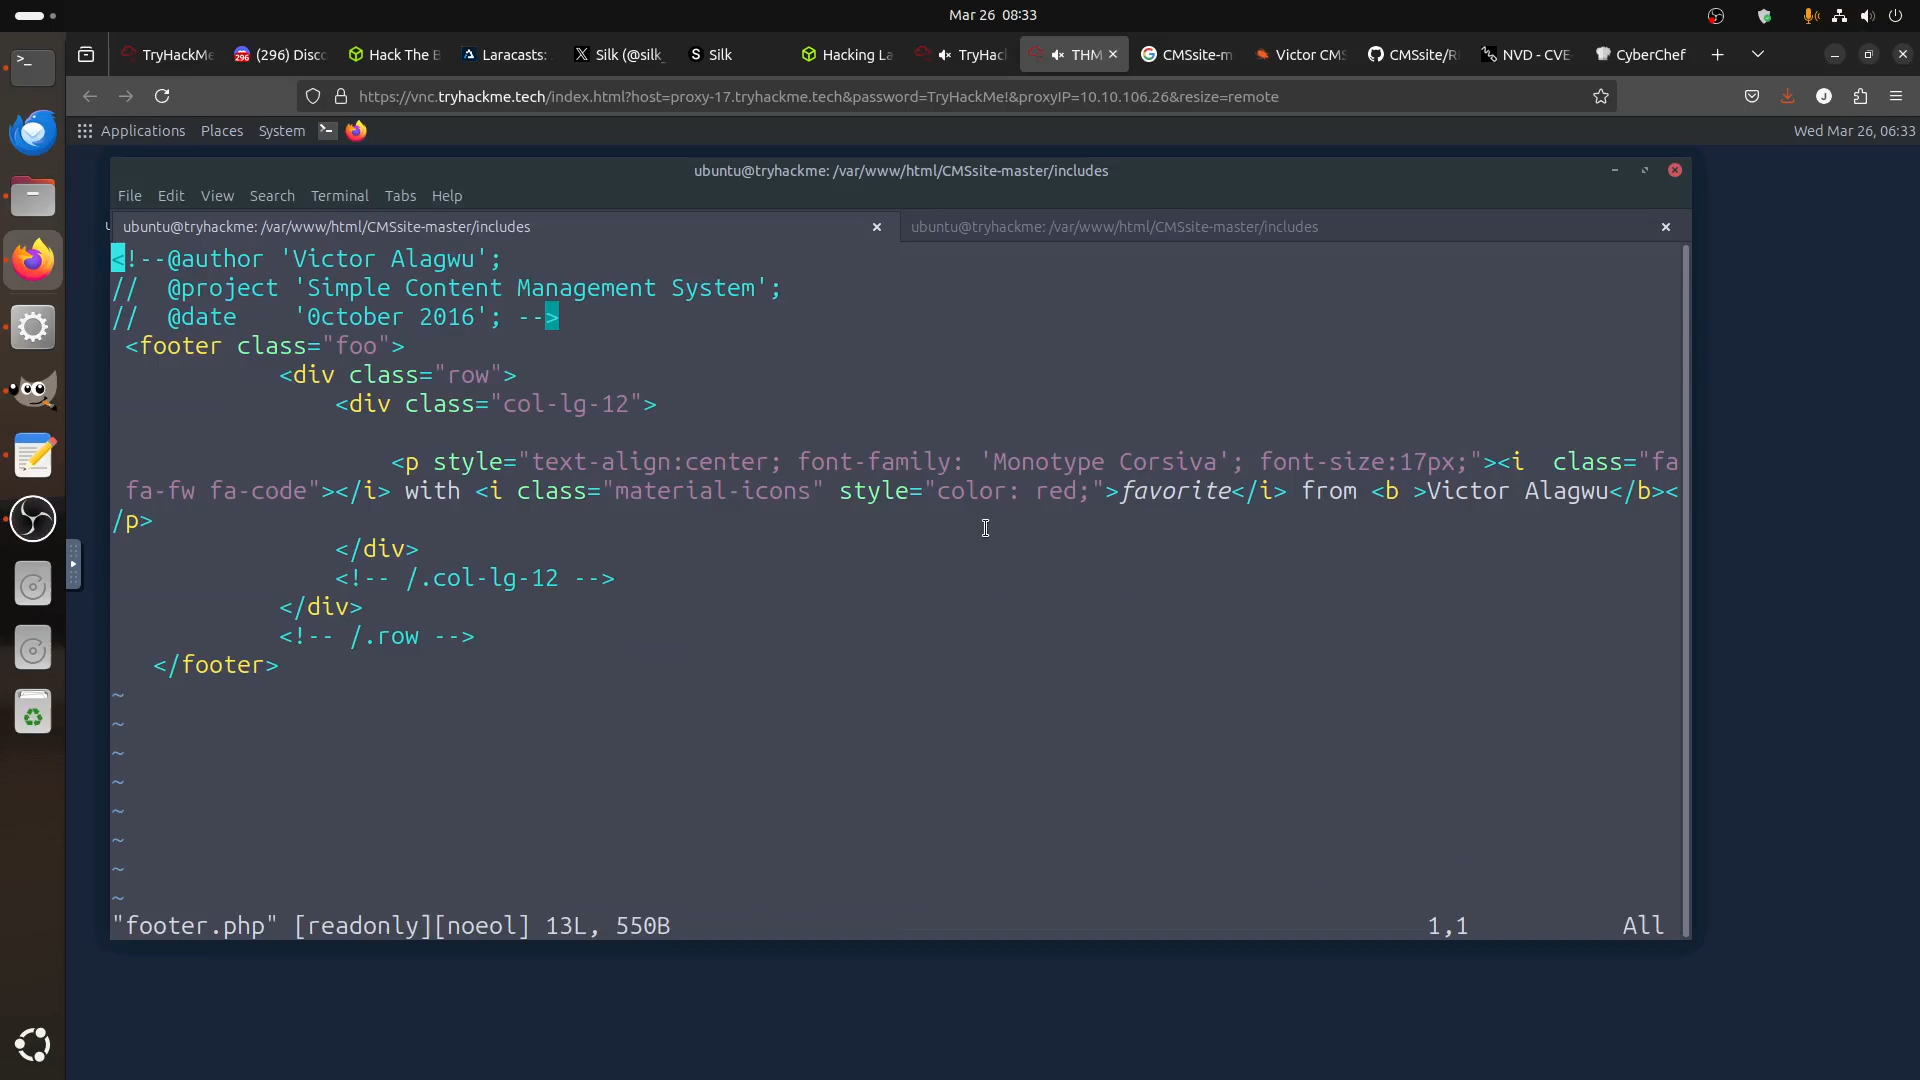 Mar 26 08:33
TryHackMe (296) Disco Hack The B Laracasts: Silk (@silk_ Silk Hacking La TryHac THM CMSsite-m Victor CMS CMSsite/RE NVD - CVE- CyberChef
https://vnc.tryhackme.tech/index.html?host=proxy-17.tryhackme.tech&password=TryHackMe!&proxyIP=10.10.106.26&resize=remote
Applications Places System Wed Mar 26, 06:33
ubuntu@tryhackme: /var/www/html/CMSsite-master/includes
File Edit View Search Terminal Tabs Help
ubuntu@tryhackme: /var/www/html/CMSsite-master/includes ubuntu@tryhackme: /var/www/html/CMSsite-master/includes
<!--@author 'Victor Alagwu';
//  @project 'Simple Content Management System';
//  @date    '0ctober 2016'; -->
<footer class="foo">
<div class="row">
<div class="col-lg-12">
<p style="text-align:center; font-family: 'Monotype Corsiva'; font-size:17px;"><i  class="fa
fa-fw fa-code"></i> with <i class="material-icons" style="color: red;">favorite</i> from <b >Victor Alagwu</b><
/p>
</div>
<!-- /.col-lg-12 -->
</div>
<!-- /.row -->
</footer>
~
~
~
~
~
~
~
~
"footer.php" [readonly][noeol] 13L, 550B 1,1 All